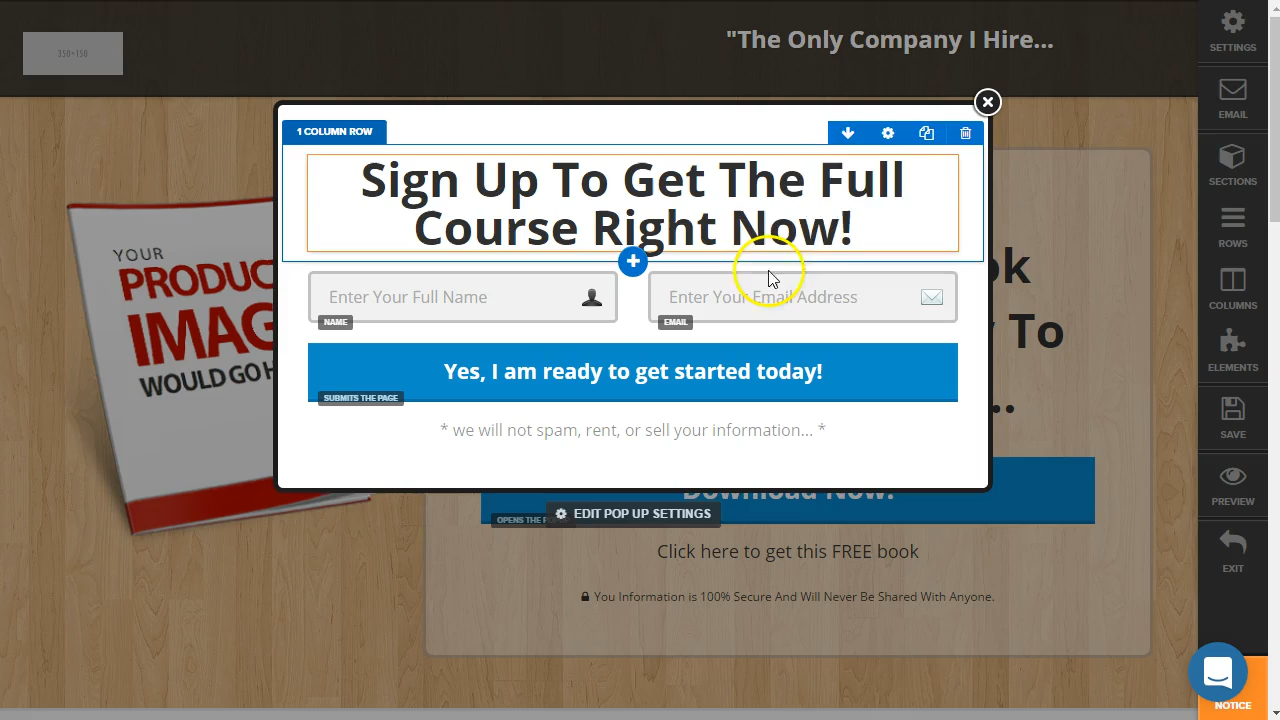 350×150
"The Only Company I Hire...
SETTINGS
EMAIL
SECTIONS
ROWS
COLUMNS
ELEMENTS
SAVE
PREVIEW
EXIT
NOTICE
1 COLUMN ROW
Sign Up To Get The Full
Course Right Now!
Enter Your Full Name
NAME
Enter Your Email Address
EMAIL
Yes, I am ready to get started today!
SUBMITS THE PAGE
* we will not spam, rent, or sell your information... *
EDIT POP UP SETTINGS
YOUR
PRODUC
IMAG
WOULD GO H
ok
To
..
Download Now!
OPENS THE
Click here to get this FREE book
You Information is 100% Secure And Will Never Be Shared With Anyone.